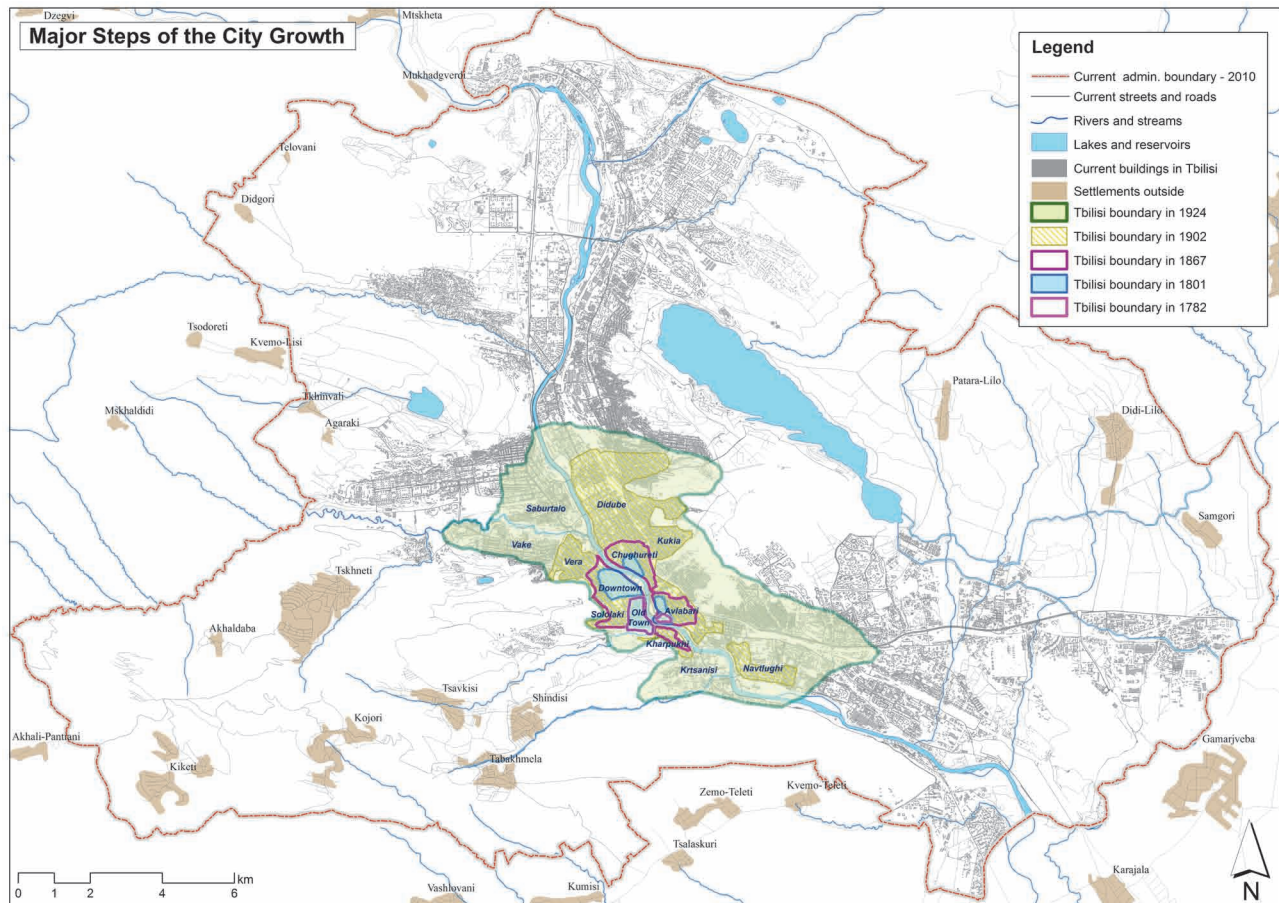 Major Steps of the City Growth
Legend
Current admin. boundary - 2010
Current streets and roads
Rivers and streams
Lakes and reservoirs
Current buildings in Tbilisi
Settlements outside
Tbilisi boundary in 1924
Tbilisi boundary in 1902
Tbilisi boundary in 1867
Tbilisi boundary in 1801
Tbilisi boundary in 1782
Dzegvi
Mtskheta
Mukhadgverdi
Telovani
Didgori
Tsodoreti
Kvemo-Lisi
Tkhinvali
Mskhaldidi
Agaraki
Patara-Lilo
Didi-Lilo
Samgori
Saburtalo
Didube
Vake
Vera
Kukia
Chughureti
Downtown
Sololaki
Old
Town
Avlabari
Kharpukhi
Krtsanisi
Navtlughi
Tskhneti
Akhaldaba
Tsavkisi
Shindisi
Kojori
Akhali-Pantiani
Kiketi
Tabakhmela
Gamarjveba
Zemo-Teleti
Kvemo-Teleti
Tsalaskuri
Vashlovani
Kumisi
Karajala
0 1 2 4 6
km
N